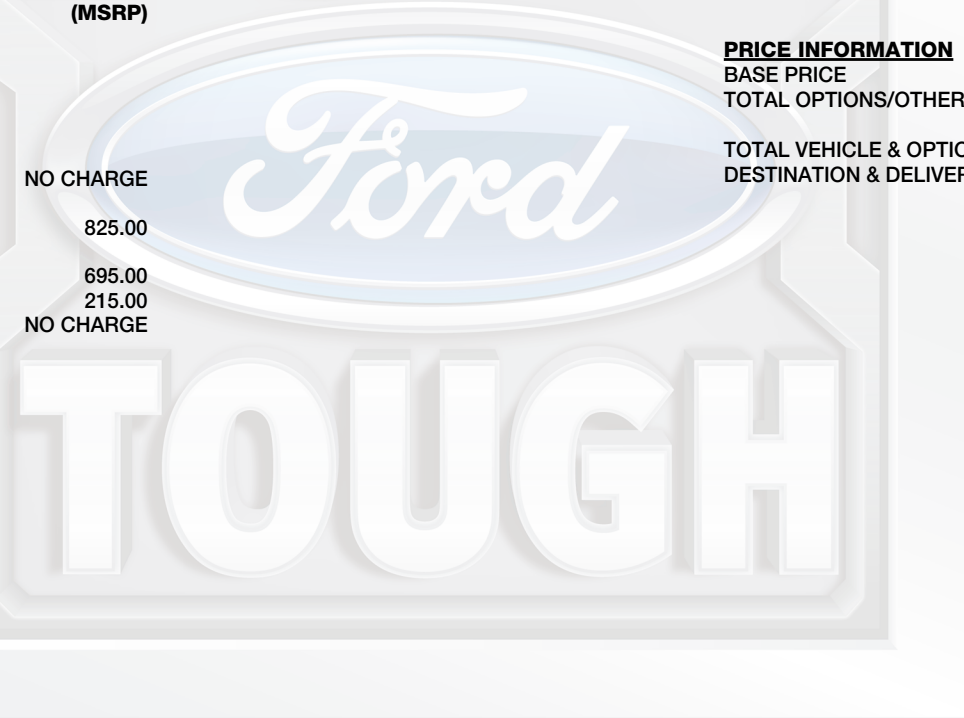 (MSRP)
NO CHARGE
825.00
695.00
215.00
NO CHARGE
PRICE INFORMATION
BASE PRICE
TOTAL OPTIONS/OTHER
TOTAL VEHICLE & OPTIO
DESTINATION & DELIVER
Ford
TOUGH